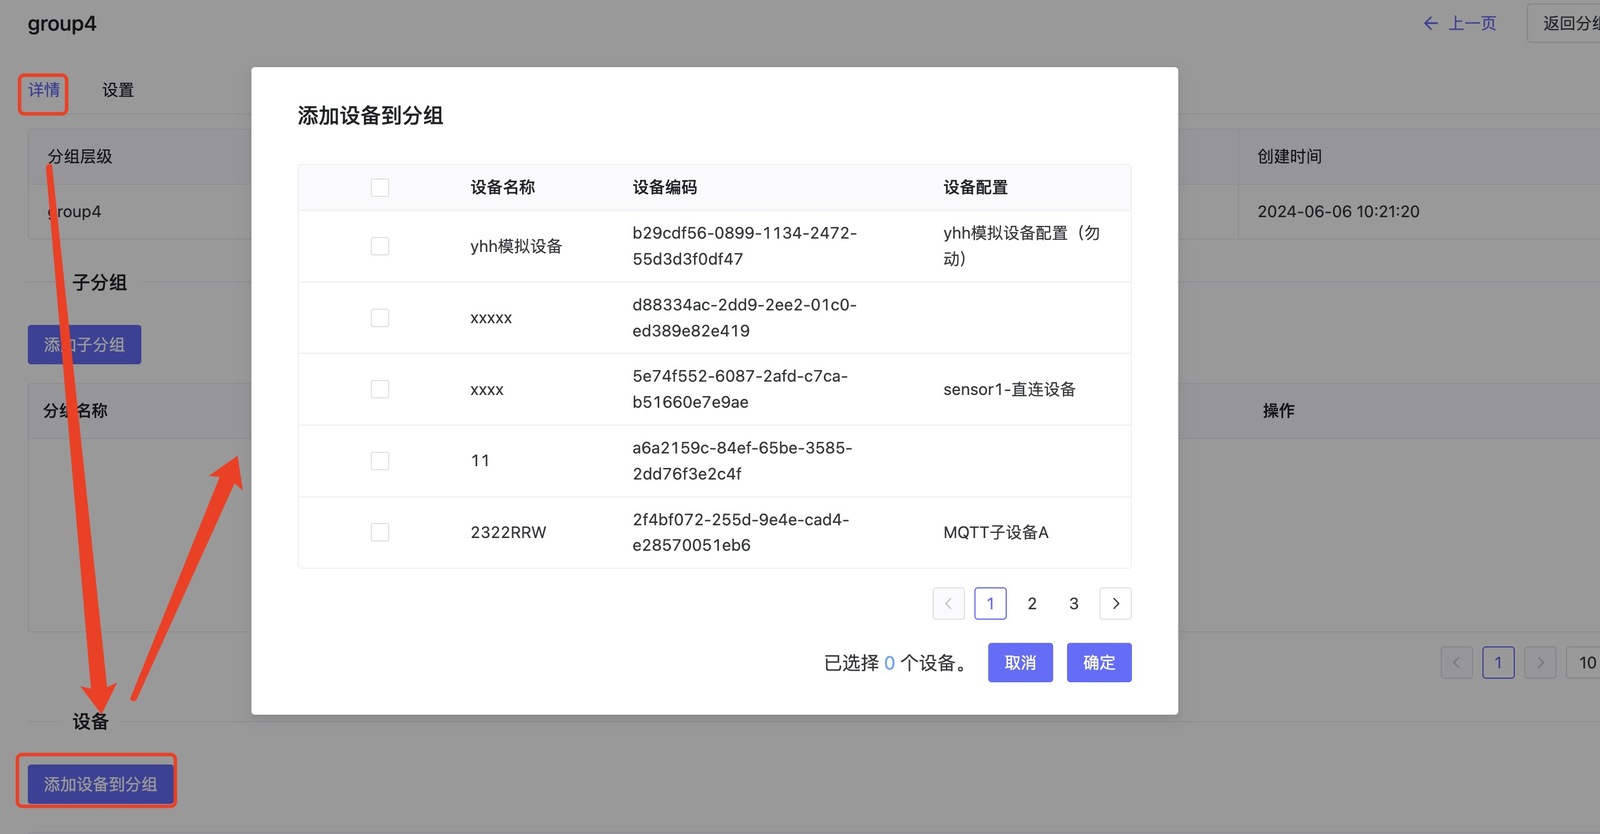 group4
上一页
返回分组
详情
设置
分组层级
创建时间
group4
2024-06-06 10:21:20
子分组
添加子分组
分组名称
操作
1
10
设备
添加设备到分组
添加设备到分组
设备名称
设备编码
设备配置
yhh模拟设备
b29cdf56-0899-1134-2472-
55d3d3f0df47
yhh模拟设备配置（勿
动）
xxxxx
d88334ac-2dd9-2ee2-01c0-
ed389e82e419
xxxx
5e74f552-6087-2afd-c7ca-
b51660e7e9ae
sensor1-直连设备
11
a6a2159c-84ef-65be-3585-
2dd76f3e2c4f
2322RRW
2f4bf072-255d-9e4e-cad4-
e28570051eb6
MQTT子设备A
1
2
3
已选择 0 个设备。
取消
确定